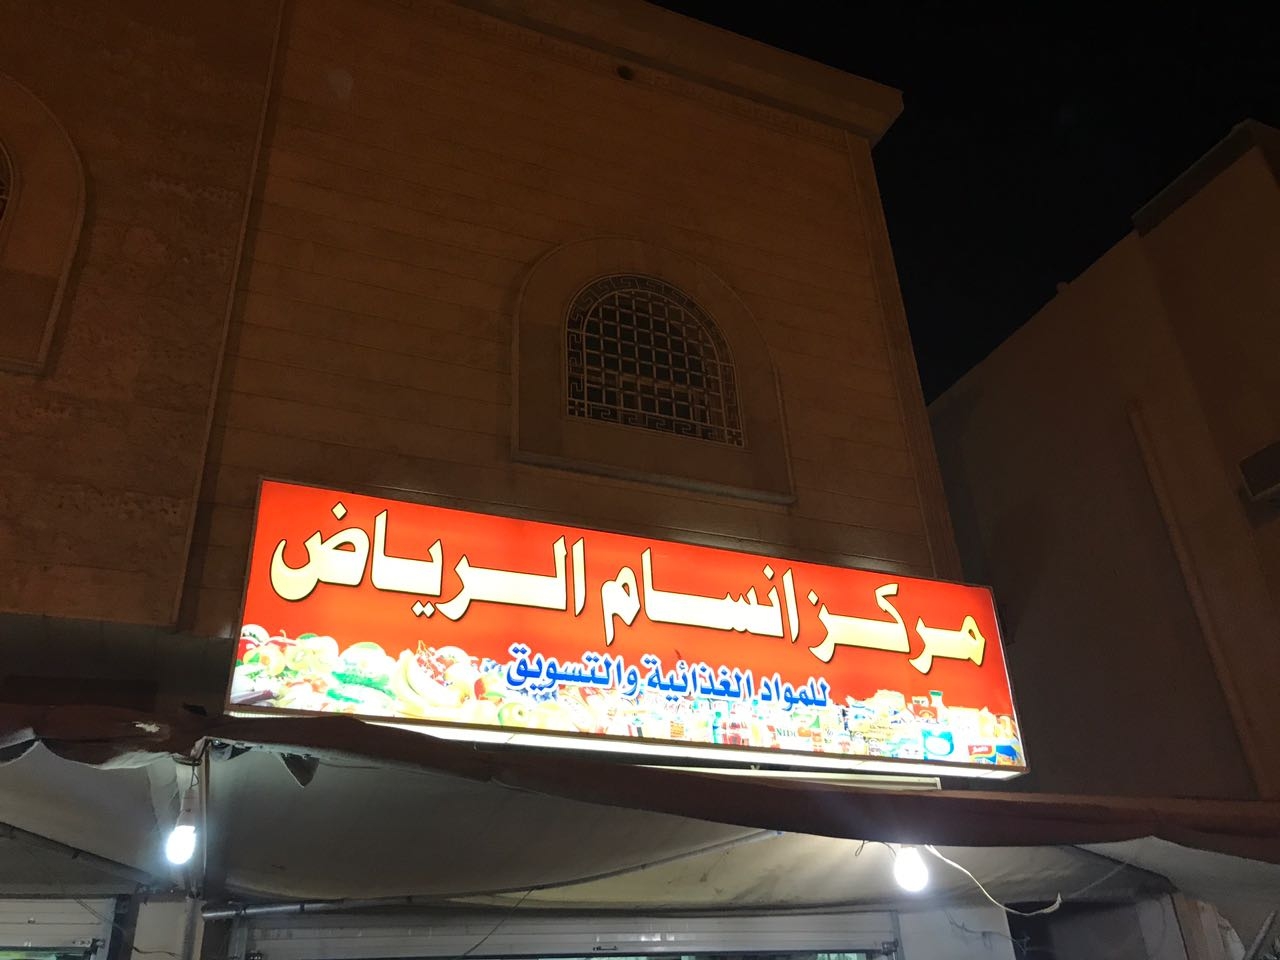 مركز انسام الرياض
للمواد الغذائية والتسويق